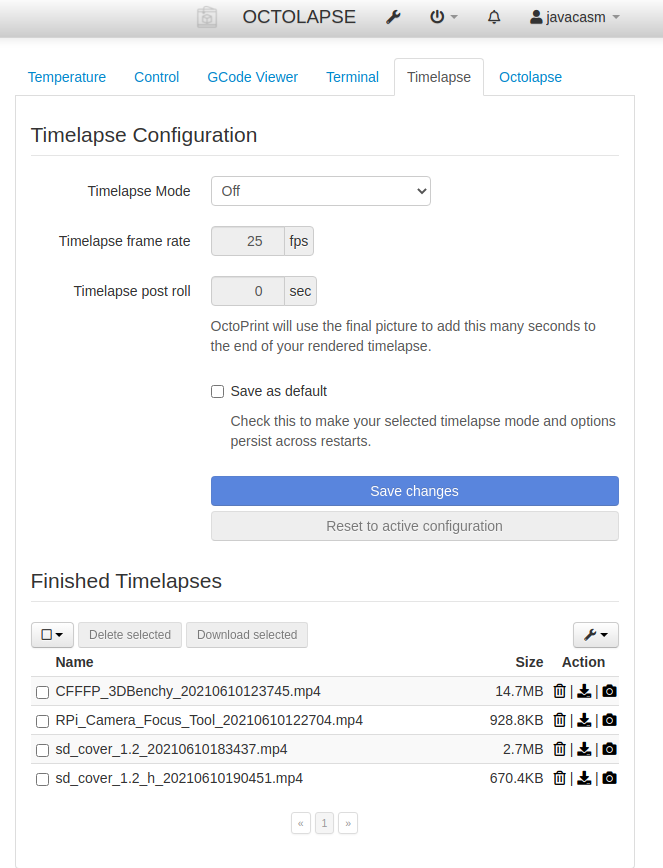 OCTOLAPSE javacasm
Temperature Control GCode Viewer Terminal Timelapse Octolapse
Timelapse Configuration
Timelapse Mode Off
Timelapse frame rate 25 fps
Timelapse post roll 0 sec
OctoPrint will use the final picture to add this many seconds to
the end of your rendered timelapse.
Save as default
Check this to make your selected timelapse mode and options
persist across restarts.
Save changes
Reset to active configuration
Finished Timelapses
Delete selected Download selected
Name Size Action
CFFFP_3DBenchy_20210610123745.mp4 14.7MB | |
RPi_Camera_Focus_Tool_20210610122704.mp4 928.8KB | |
sd_cover_1.2_20210610183437.mp4 2.7MB | |
sd_cover_1.2_h_20210610190451.mp4 670.4KB | |
« 1 »